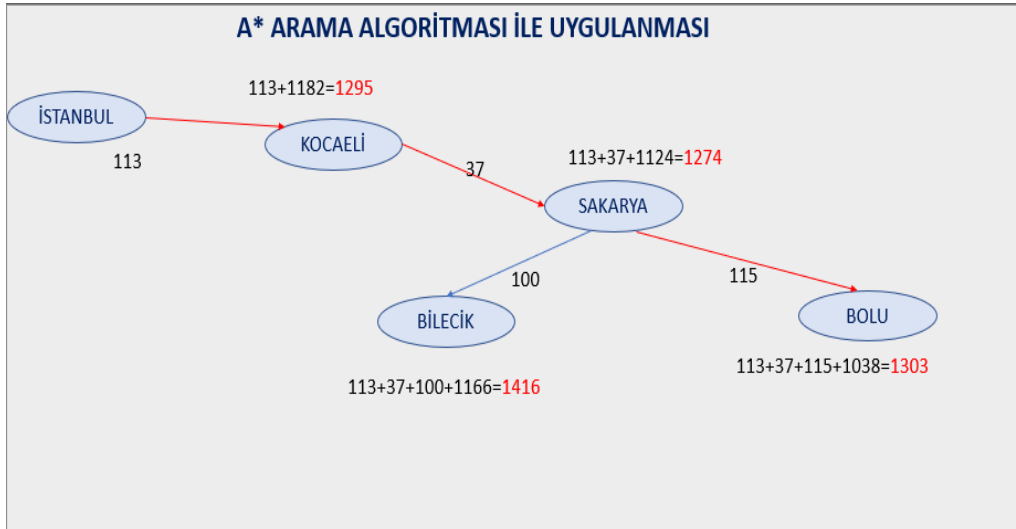 A* ARAMA ALGORİTMASI İLE UYGULANMASI
113+1182=1295
İSTANBUL
KOCAELİ
113
37
113+37+1124=1274
SAKARYA
100
115
BİLECİK
BOLU
113+37+115+1038=1303
113+37+100+1166=1416